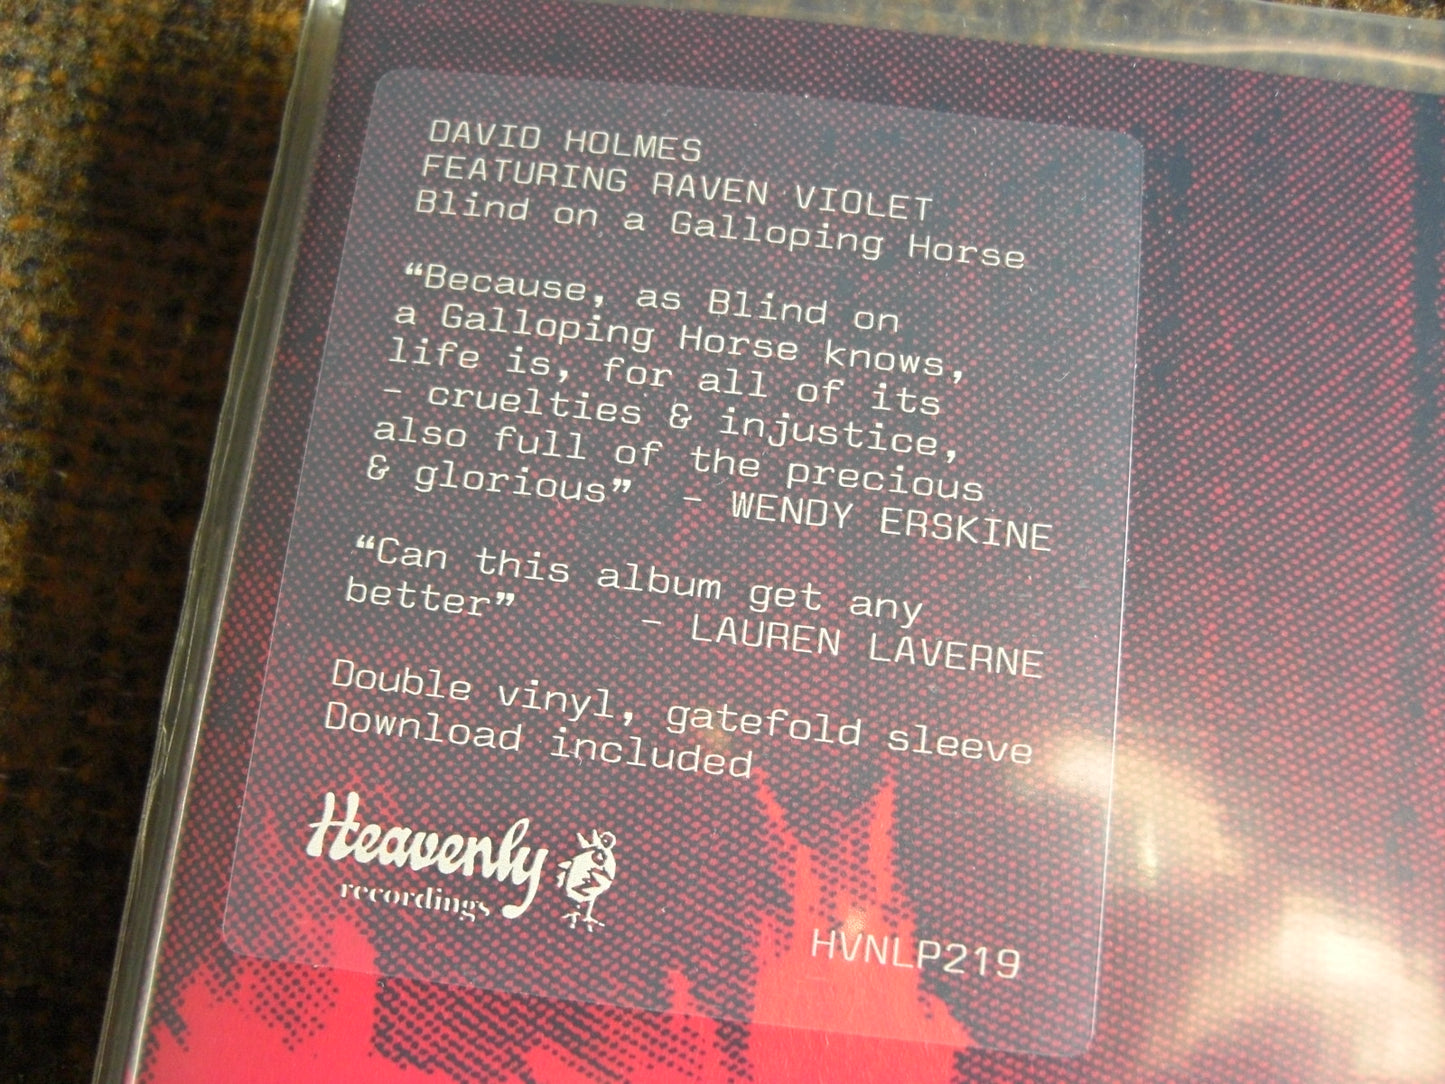 DAVID HOLMES
FEATURING RAVEN VIOLET
Blind on a Galloping Horse
“Because, as Blind on
a Galloping Horse knows,
life is, for all of its
- cruelties & injustice,
also full of the precious
& glorious” - WENDY ERSKINE
“Can this album get any
better” - LAUREN LAVERNE
Double vinyl, gatefold sleeve
Download included
Heavenly
recordings
HVNLP219